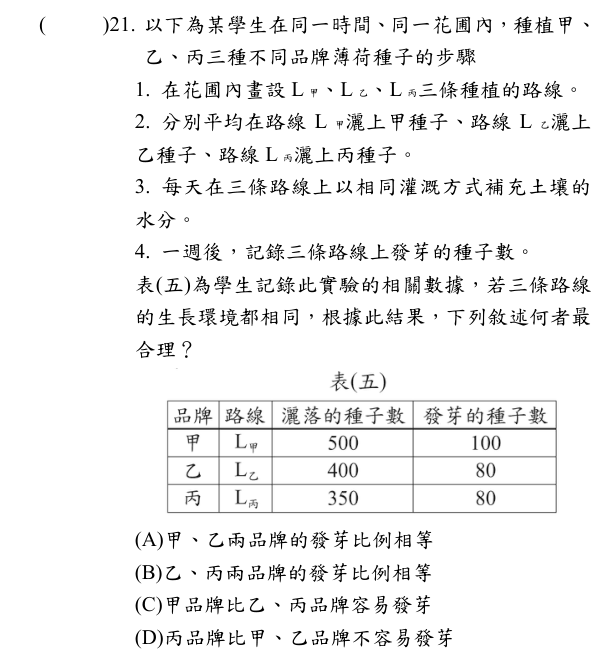 (　　)21. 以下為某學生在同一時間、同一花圃內，種植甲、
乙、丙三種不同品牌薄荷種子的步驟
1. 在花圃內畫設 L甲、L乙、L丙三條種植的路線。
2. 分別平均在路線 L甲灑上甲種子、路線 L乙灑上
乙種子、路線 L丙灑上丙種子。
3. 每天在三條路線上以相同灌溉方式補充土壤的
水分。
4. 一週後，記錄三條路線上發芽的種子數。
表(五)為學生記錄此實驗的相關數據，若三條路線
的生長環境都相同，根據此結果，下列敘述何者最
合理？
表(五)
品牌 路線 灑落的種子數 發芽的種子數
甲 L甲 500 100
乙 L乙 400 80
丙 L丙 350 80
(A)甲、乙兩品牌的發芽比例相等
(B)乙、丙兩品牌的發芽比例相等
(C)甲品牌比乙、丙品牌容易發芽
(D)丙品牌比甲、乙品牌不容易發芽